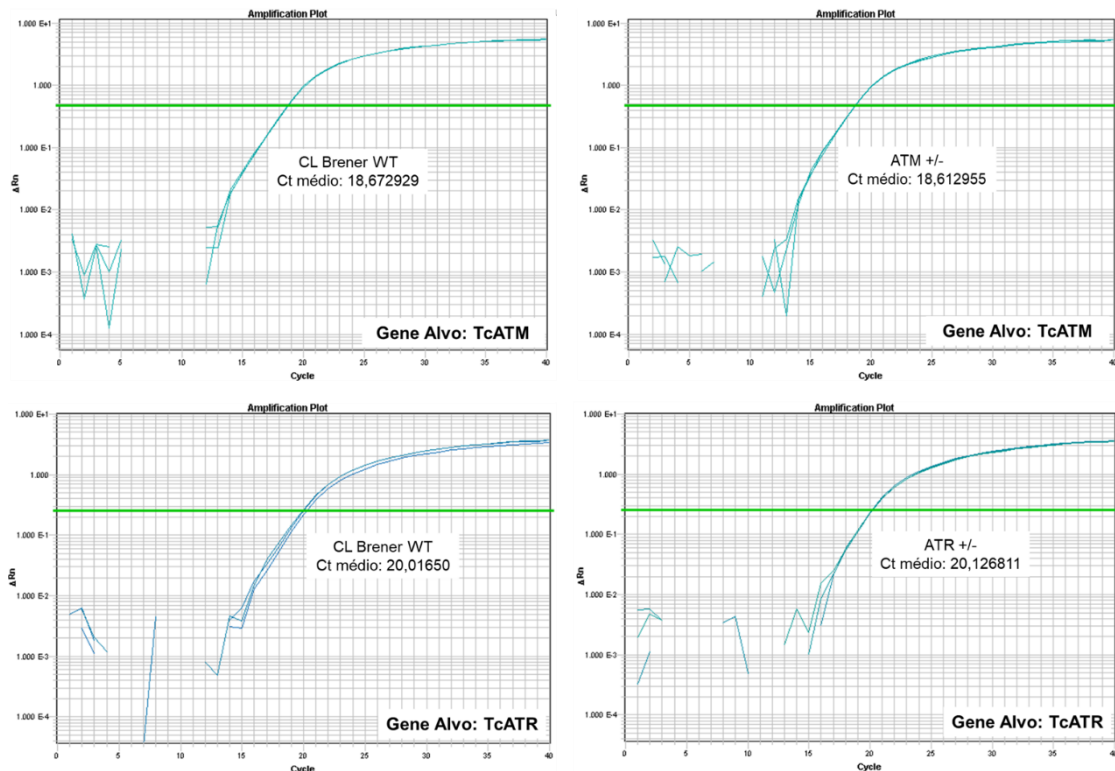 Amplification Plot
1.000 E+1
1.000
1.000 E-1
1.000 E-2
1.000 E-3
1.000 E-4
Δ Rn
CL Brener WT
Ct médio: 18,672929
Gene Alvo: TcATM
0 5 10 15 20 25 30 35 40
Cycle
Amplification Plot
1.000 E+1
1.000
1.000 E-1
1.000 E-2
1.000 E-3
1.000 E-4
Δ Rn
ATM +/-
Ct médio: 18,612955
Gene Alvo: TcATM
0 5 10 15 20 25 30 35 40
Cycle
Amplification Plot
1.000 E+1
1.000
1.000 E-1
1.000 E-2
1.000 E-3
1.000 E-4
Δ Rn
CL Brener WT
Ct médio: 20,01650
Gene Alvo: TcATR
0 5 10 15 20 25 30 35 40
Cycle
Amplification Plot
1.000 E+1
1.000
1.000 E-1
1.000 E-2
1.000 E-3
1.000 E-4
Δ Rn
ATR +/-
Ct médio: 20,126811
Gene Alvo: TcATR
0 5 10 15 20 25 30 35 40
Cycle